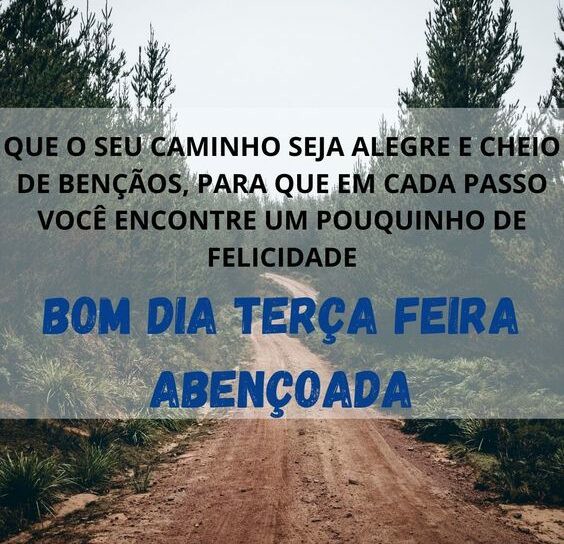 QUE O SEU CAMINHO SEJA ALEGRE E CHEIO
DE BENÇÃOS, PARA QUE EM CADA PASSO
VOCÊ ENCONTRE UM POUQUINHO DE
FELICIDADE
BOM DIA TERÇA FEIRA
ABENÇOADA